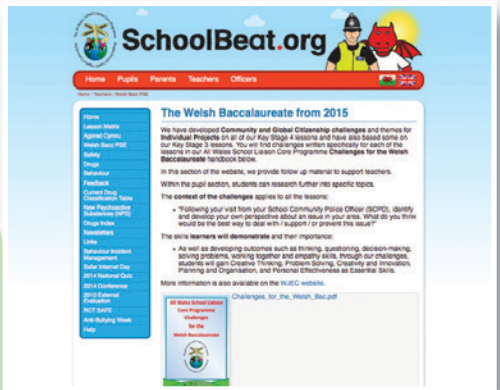 SchoolBeat.org
Home Pupils Parents Teachers Officers
Home › Teachers › Welsh Bacc PSE
Home
Lesson Matrix
Agored Cymru
Welsh Bacc PSE
Safety
Drugs
Behaviour
Feedback
Current Drug
Classification Table
New Psychoactive
Substances (NPS)
Drugs Index
Newsletters
Links
Behaviour Incident
Management
Safer Internet Day
2014 National Quiz
2014 Conference
2010 External
Evaluation
RCT SAFE
Anti-Bullying Week
Help
The Welsh Baccalaureate from 2015
We have developed Community and Global Citizenship challenges and themes for
Individual Projects on all of our Key Stage 4 lessons and have also based some on
our Key Stage 3 lessons. You will find challenges written specifically for each of the
lessons in our All Wales School Liaison Core Programme Challenges for the Welsh
Baccalaureate handbook below.
In this section of the website, we provide follow up material to support teachers.
Within the pupil section, students can research further into specific topics.
The context of the challenges applies to all the lessons:
• "Following your visit from your School Community Police Officer (SCPO), identify
and develop your own perspective about an issue in your area. What do you think
would be the best way to deal with / support / or prevent this issue?"
The skills learners will demonstrate and their importance:
• As well as developing outcomes such as thinking, questioning, decision-making,
solving problems, working together and empathy skills, through our challenges,
students will gain Creative Thinking, Problem Solving, Creativity and Innovation,
Planning and Organisation, and Personal Effectiveness as Essential Skills.
More information is also available on the WJEC website.
Challenges_for_the_Welsh_Bac.pdf
All Wales School Liaison
Core Programme
Challenges
for the
Welsh Baccalaureate